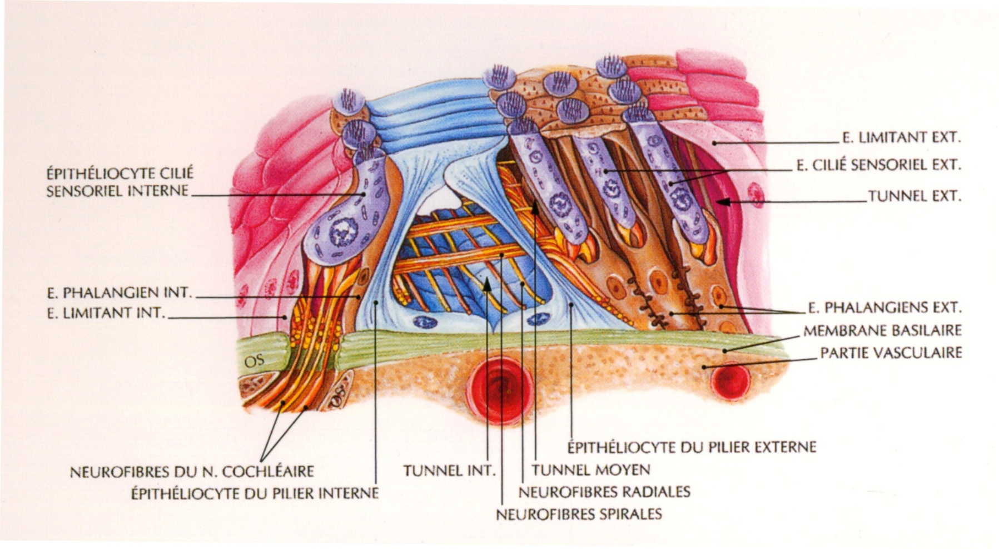 ÉPITHÉLIOCYTE CILIÉ
SENSORIEL INTERNE
E. PHALANGIEN INT.
E. LIMITANT INT.
OS
NEUROFIBRES DU N. COCHLÉAIRE
ÉPITHÉLIOCYTE DU PILIER INTERNE
TUNNEL INT.
NEUROFIBRES SPIRALES
NEUROFIBRES RADIALES
TUNNEL MOYEN
ÉPITHÉLIOCYTE DU PILIER EXTERNE
E. LIMITANT EXT.
E. CILIÉ SENSORIEL EXT.
TUNNEL EXT.
E. PHALANGIENS EXT.
MEMBRANE BASILAIRE
PARTIE VASCULAIRE